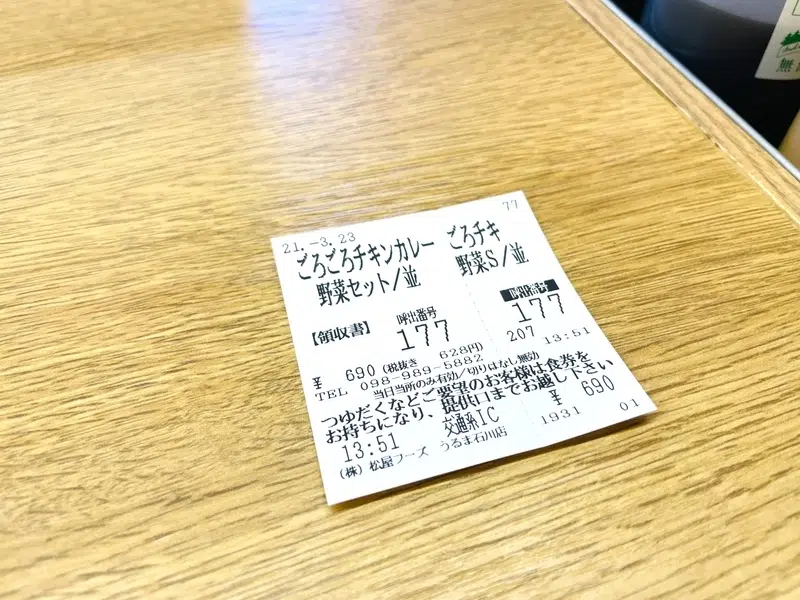 21.-3.23
77
ごろごろチキンカレー
野菜セット/並
ごろチキ
野菜S/並
【領収書】
呼出番号
177
呼出番号
177
207
13:51
¥ 690 (税抜き 628円)
TEL 098-989-5882
当日当所のみ有効/切りはなし無効
つゆだくなどご要望のお客様は食券を
お持ちになり、提供口までお越し下さい
13:51
交通系IC
¥ 690
(株)松屋フーズ うるま石川店
1931
01
無